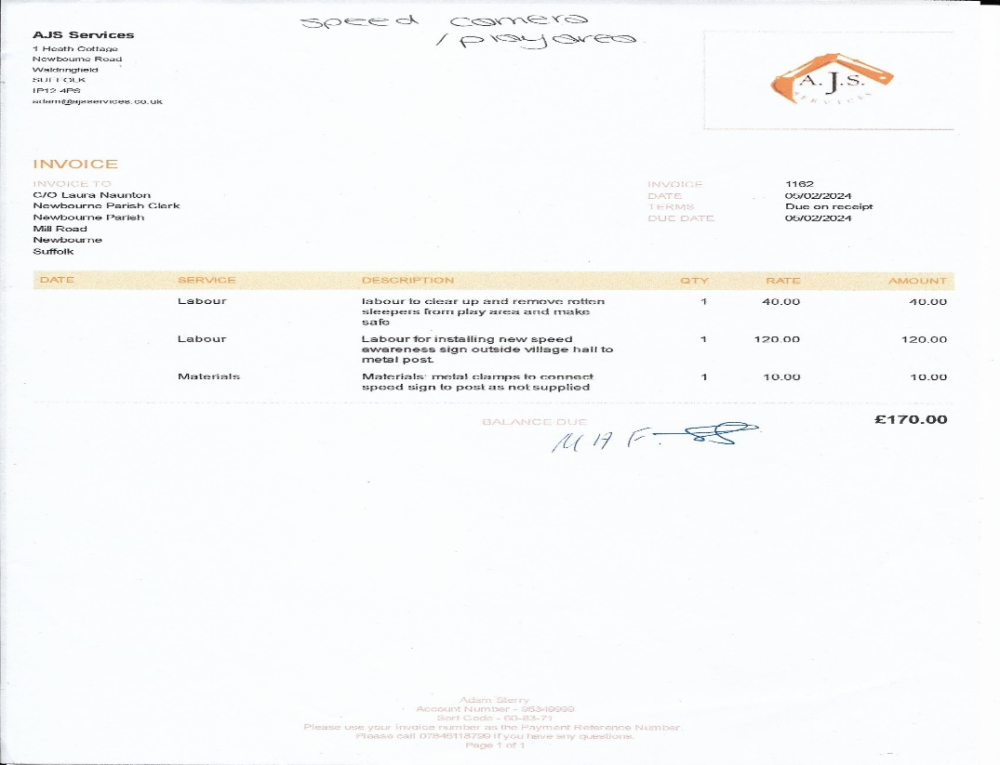 speed camera
/ playarea
AJS Services
1 Heath Cottage
Newbourne Road
Waldringfield
SUFFOLK
IP12 4PS
adam@ajsservices.co.uk
A.J.S.
SERVICES
INVOICE
INVOICE TO
C/O Laura Naunton
Newbourne Parish Clerk
Newbourne Parish
Mill Road
Newbourne
Suffolk
INVOICE 1162
DATE 05/02/2024
TERMS Due on receipt
DUE DATE 05/02/2024
DATE SERVICE DESCRIPTION QTY RATE AMOUNT
Labour labour to clear up and remove rotten 1 40.00 40.00
sleepers from play area and make
safe
Labour Labour for installing new speed 1 120.00 120.00
awareness sign outside village hall to
metal post.
Materials Materials: metal clamps to connect 1 10.00 10.00
speed sign to post as not supplied
BALANCE DUE £170.00
Adam Sterry
Account Number - 95349999
Sort Code - 60-83-71
Please use your invoice number as the Payment Reference Number
Please call 07846118799 if you have any questions.
Page 1 of 1